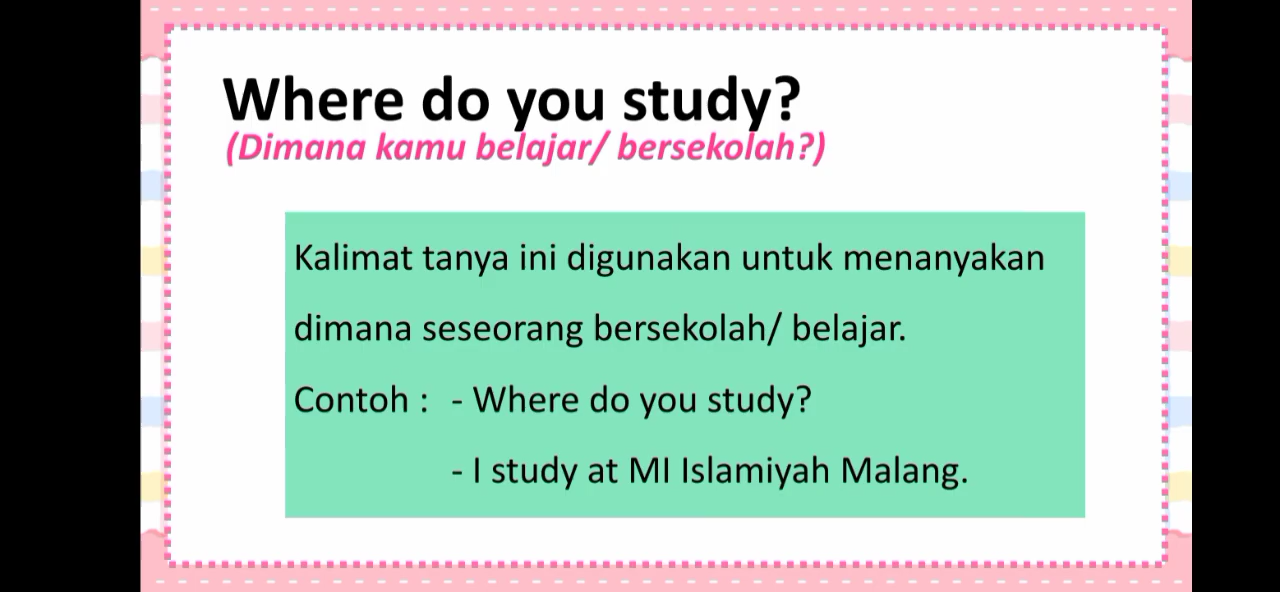 Where do you study?
(Dimana kamu belajar/ bersekolah?)
Kalimat tanya ini digunakan untuk menanyakan
dimana seseorang bersekolah/ belajar.
Contoh : - Where do you study?
- I study at MI Islamiyah Malang.